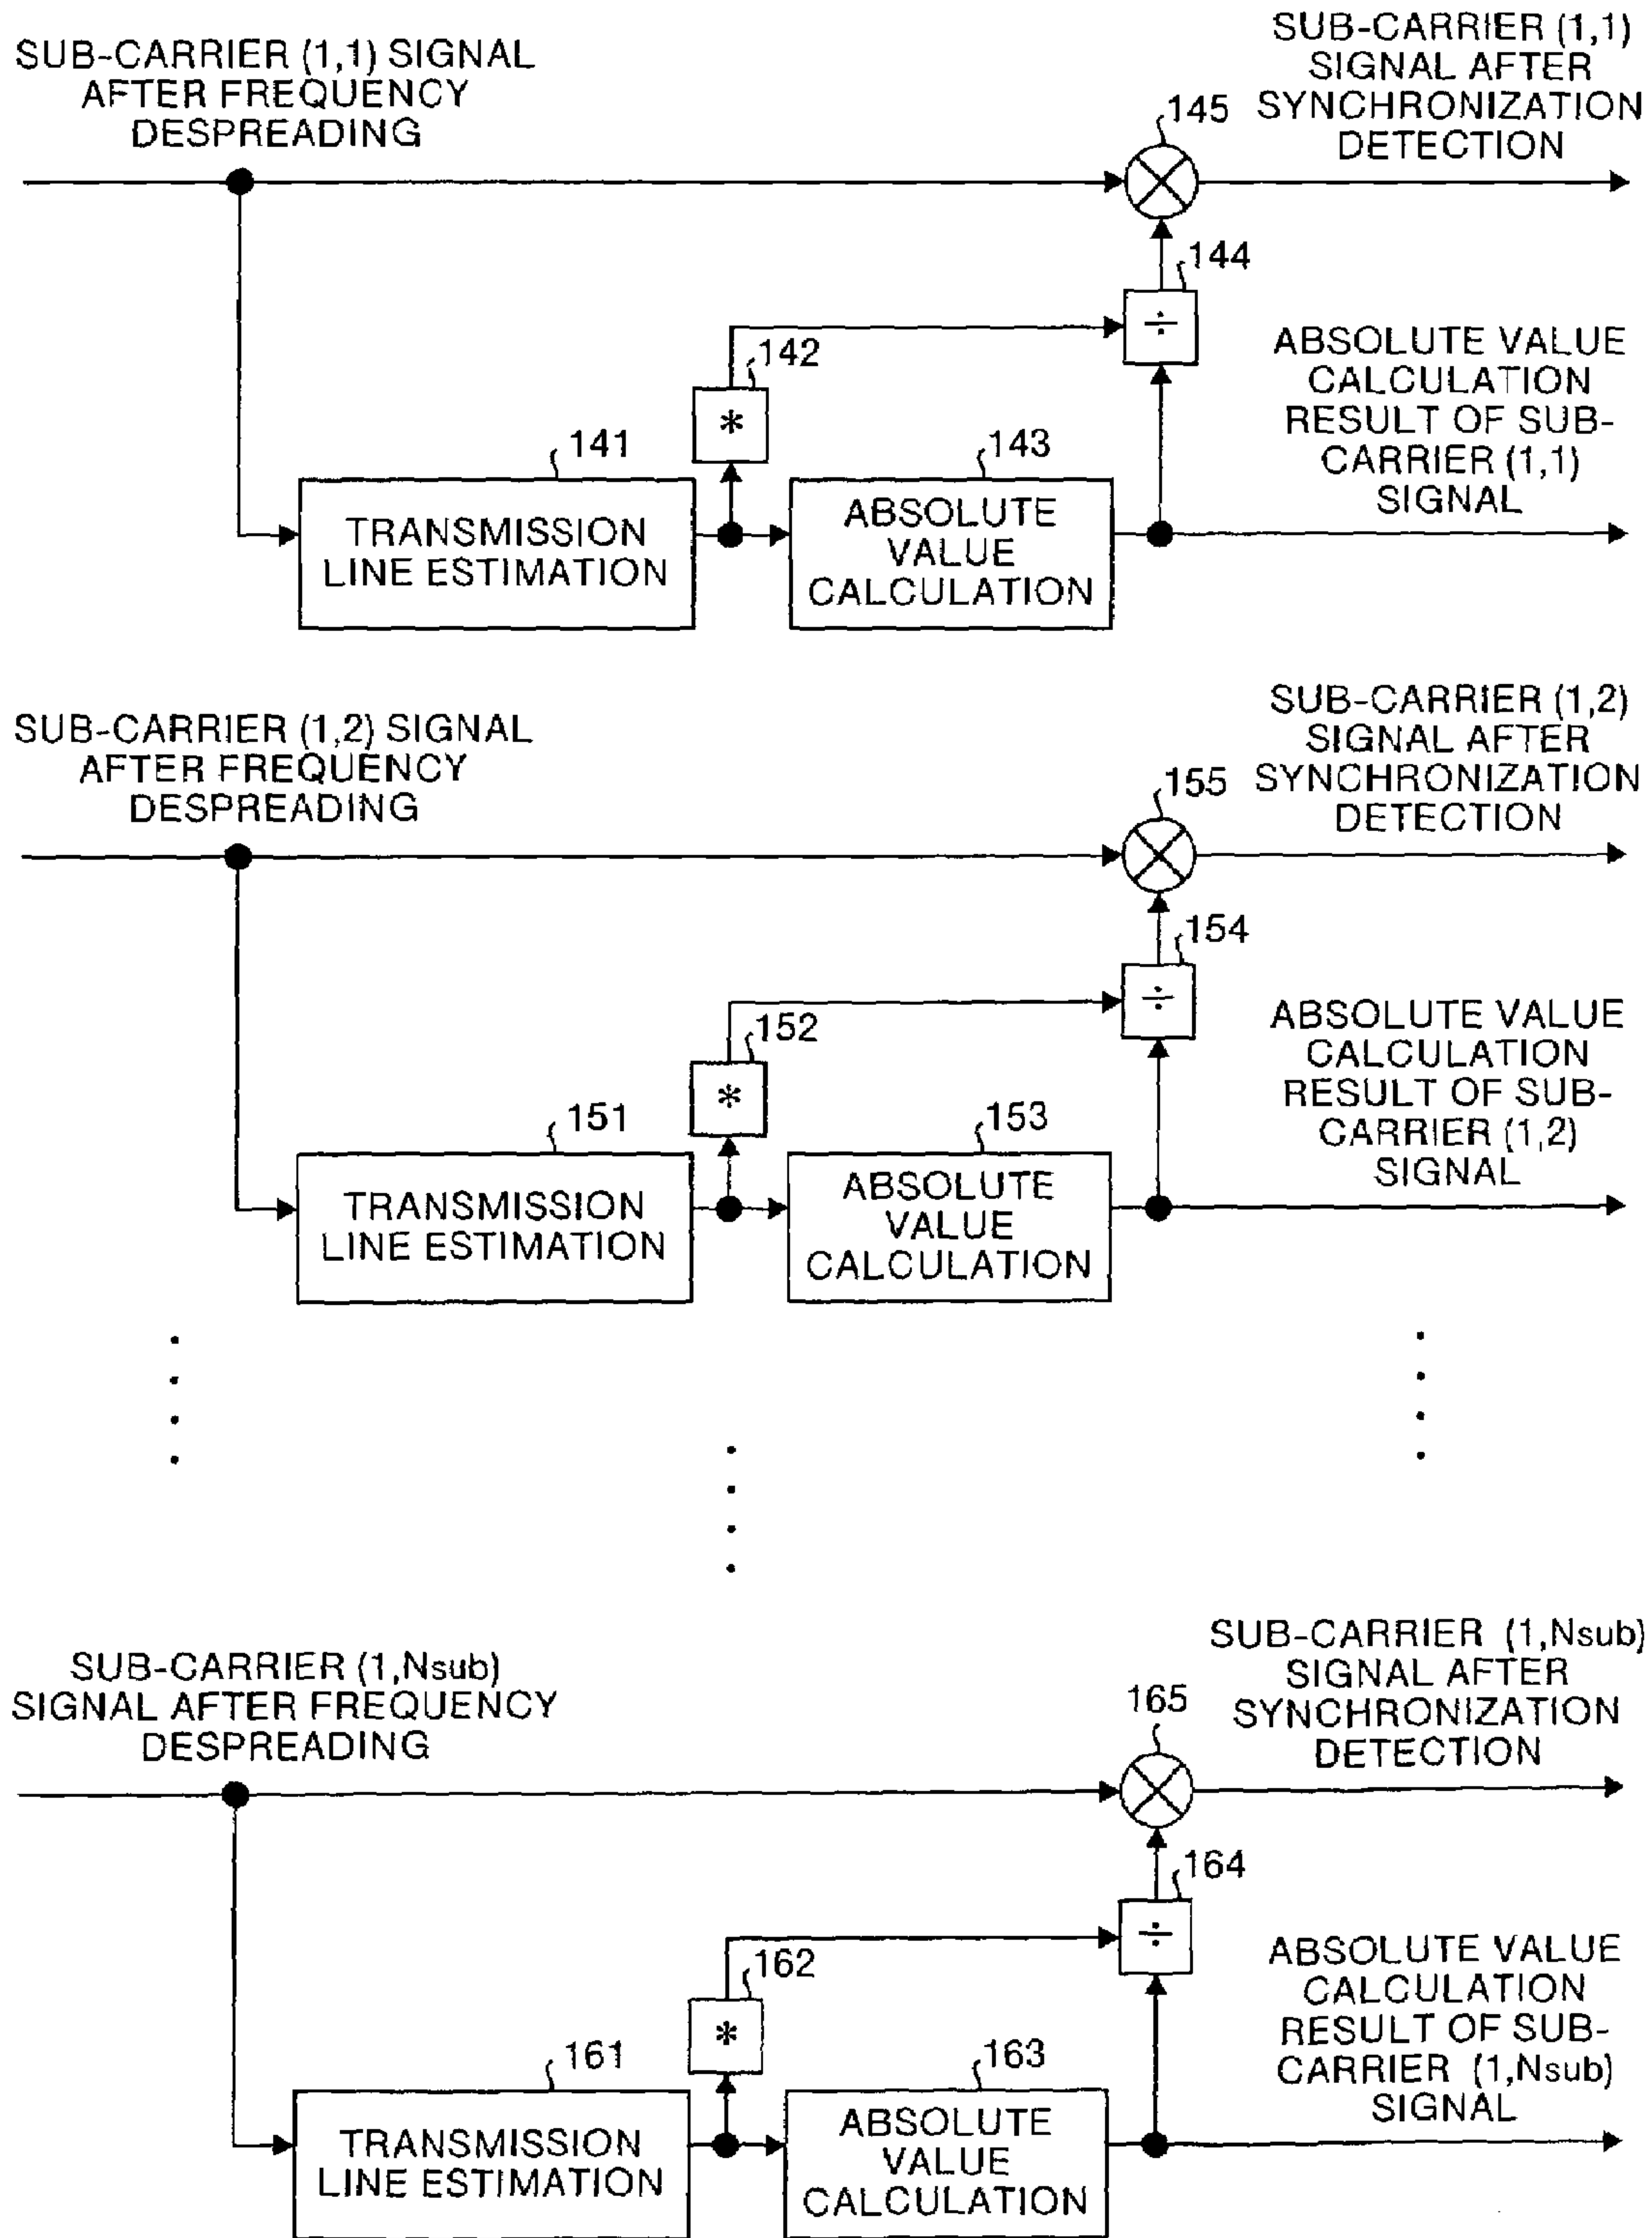 SUB-CARRIER (1,1) SIGNAL
AFTER FREQUENCY
DESPREADING
SUB-CARRIER (1,1)
SIGNAL AFTER
SYNCHRONIZATION
DETECTION
145
144
÷
142
*
ABSOLUTE VALUE
CALCULATION
RESULT OF SUB-
CARRIER (1,1)
SIGNAL
141
TRANSMISSION
LINE ESTIMATION
143
ABSOLUTE
VALUE
CALCULATION
SUB-CARRIER (1,2) SIGNAL
AFTER FREQUENCY
DESPREADING
SUB-CARRIER (1,2)
SIGNAL AFTER
SYNCHRONIZATION
DETECTION
155
154
÷
152
*
ABSOLUTE VALUE
CALCULATION
RESULT OF SUB-
CARRIER (1,2)
SIGNAL
151
TRANSMISSION
LINE ESTIMATION
153
ABSOLUTE
VALUE
CALCULATION
SUB-CARRIER (1,Nsub)
SIGNAL AFTER FREQUENCY
DESPREADING
SUB-CARRIER (1,Nsub)
SIGNAL AFTER
SYNCHRONIZATION
DETECTION
165
164
÷
162
*
ABSOLUTE VALUE
CALCULATION
RESULT OF SUB-
CARRIER (1,Nsub)
SIGNAL
161
TRANSMISSION
LINE ESTIMATION
163
ABSOLUTE
VALUE
CALCULATION